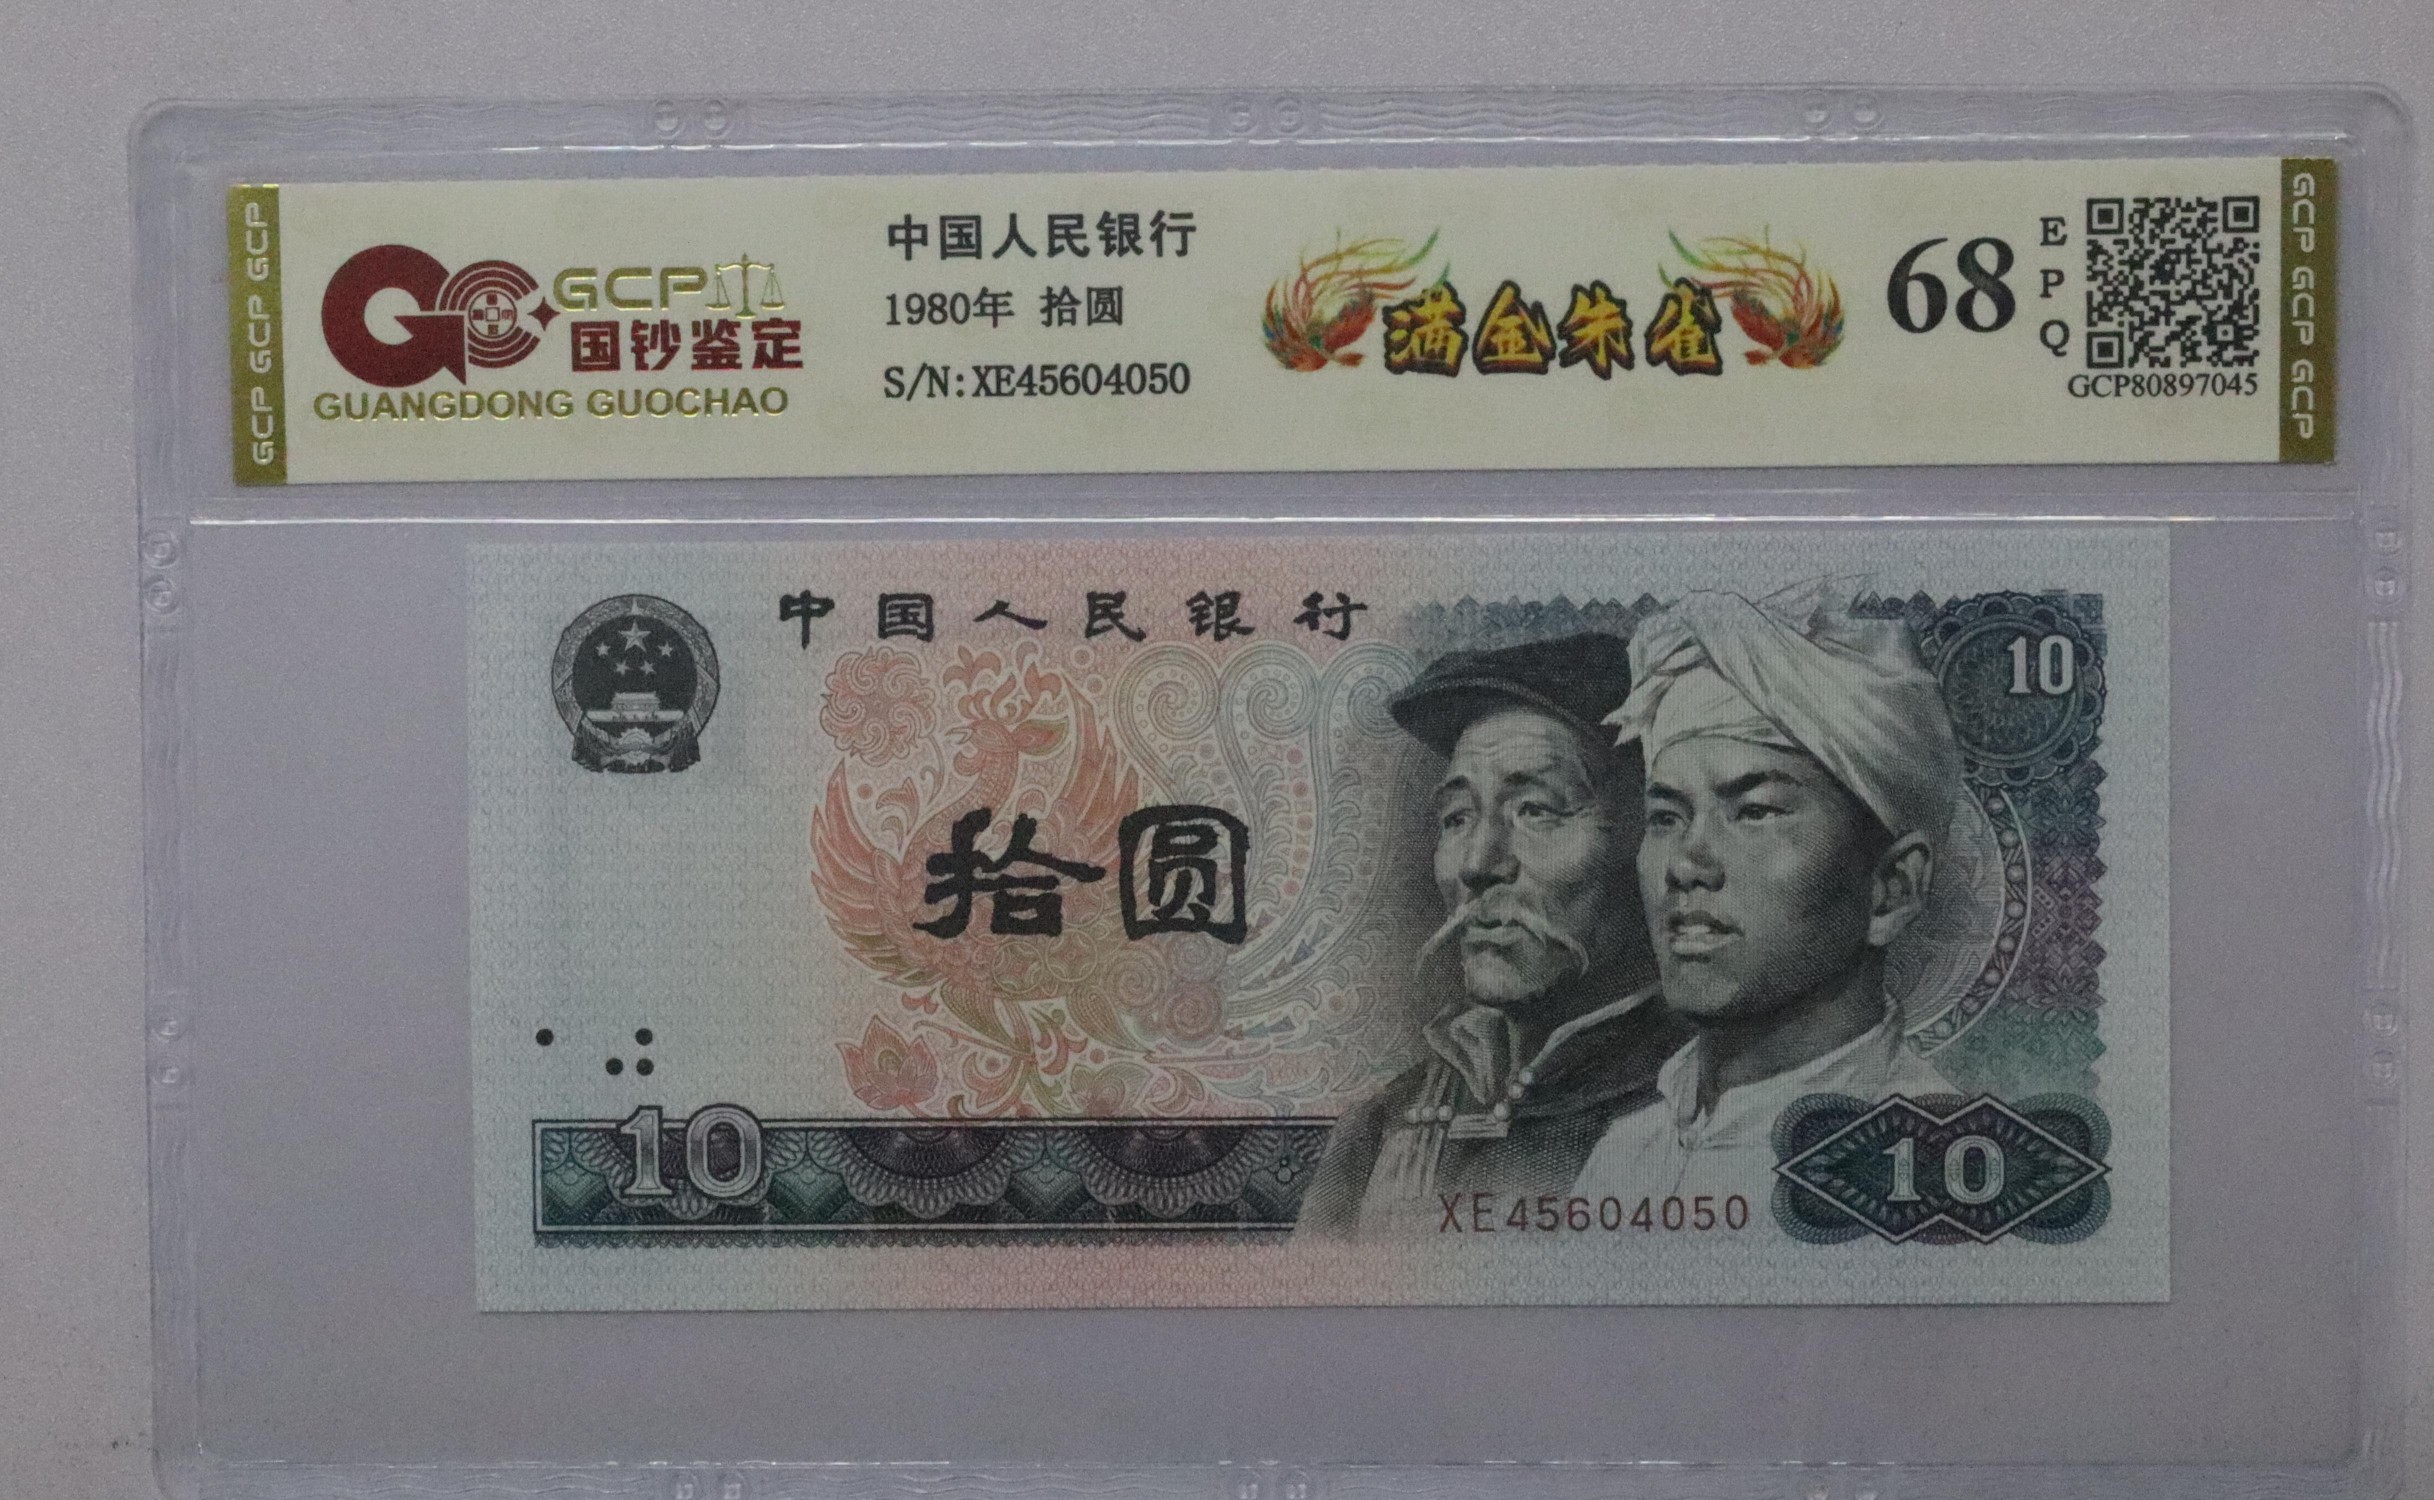 GCP GCP GCP
GCP
国钞鉴定
GUANGDONG GUOCHAO
中国人民银行
1980年 拾圆
S/N:XE45604050
满金朱雀
68
EPQ
GCP80897045
GCP GCP GCP
中国人民银行
10
拾圆
10
XE45604050
10